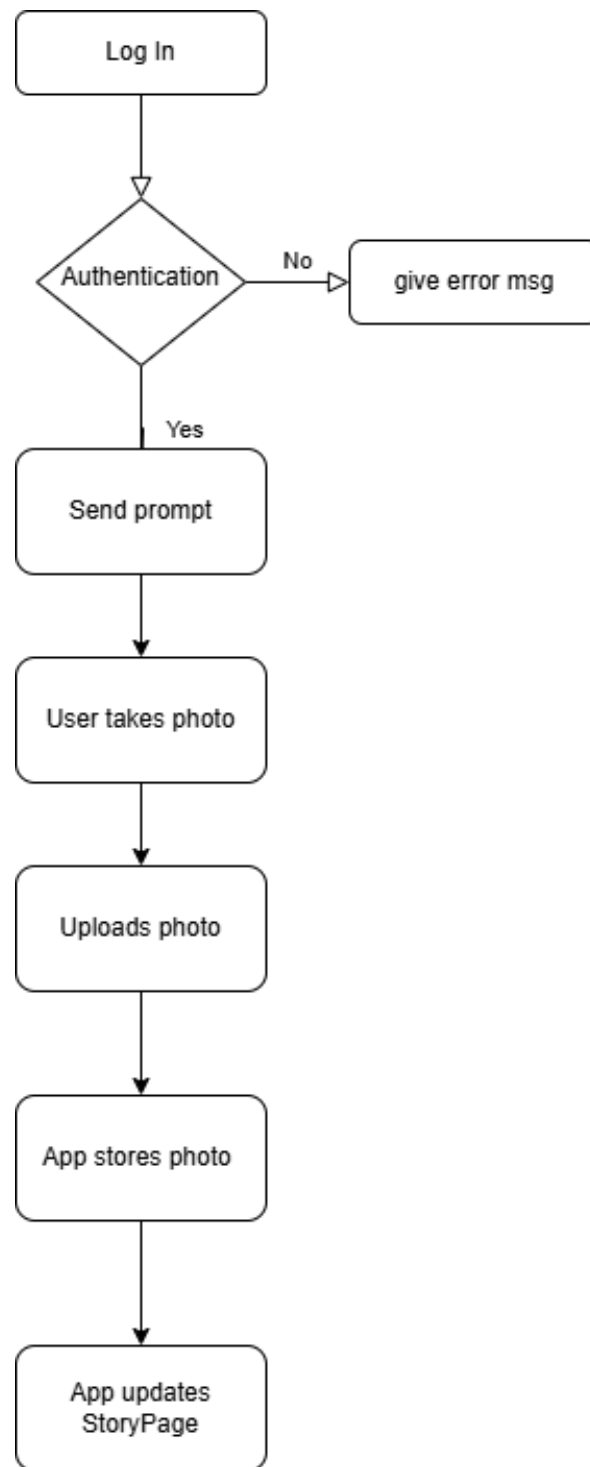 Log In
Authentication
No
give error msg
Yes
Send prompt
User takes photo
Uploads photo
App stores photo
App updates
StoryPage